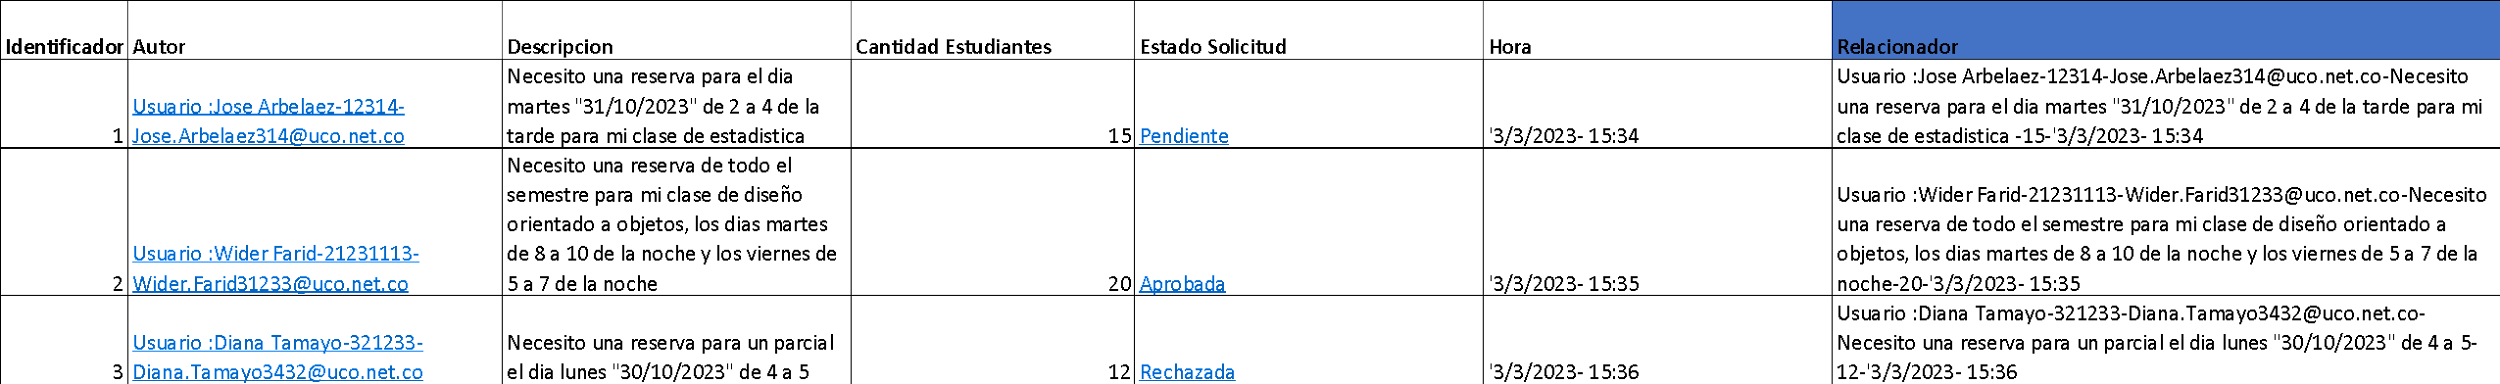 Identificador Autor Descripcion Cantidad Estudiantes Estado Solicitud Hora Relacionador
1
Usuario :Jose Arbelaez-12314-
Jose.Arbelaez314@uco.net.co
Necesito una reserva para el dia
martes "31/10/2023" de 2 a 4 de la
tarde para mi clase de estadistica
15
Pendiente
'3/3/2023- 15:34
Usuario :Jose Arbelaez-12314-Jose.Arbelaez314@uco.net.co-Necesito
una reserva para el dia martes "31/10/2023" de 2 a 4 de la tarde para mi
clase de estadistica -15-'3/3/2023- 15:34
2
Usuario :Wider Farid-21231113-
Wider.Farid31233@uco.net.co
Necesito una reserva de todo el
semestre para mi clase de diseño
orientado a objetos, los dias martes
de 8 a 10 de la noche y los viernes de
5 a 7 de la noche
20
Aprobada
'3/3/2023- 15:35
Usuario :Wider Farid-21231113-Wider.Farid31233@uco.net.co-Necesito
una reserva de todo el semestre para mi clase de diseño orientado a
objetos, los dias martes de 8 a 10 de la noche y los viernes de 5 a 7 de la
noche-20-'3/3/2023- 15:35
3
Usuario :Diana Tamayo-321233-
Diana.Tamayo3432@uco.net.co
Necesito una reserva para un parcial
el dia lunes "30/10/2023" de 4 a 5
12
Rechazada
'3/3/2023- 15:36
Usuario :Diana Tamayo-321233-Diana.Tamayo3432@uco.net.co-
Necesito una reserva para un parcial el dia lunes "30/10/2023" de 4 a 5-
12-'3/3/2023- 15:36